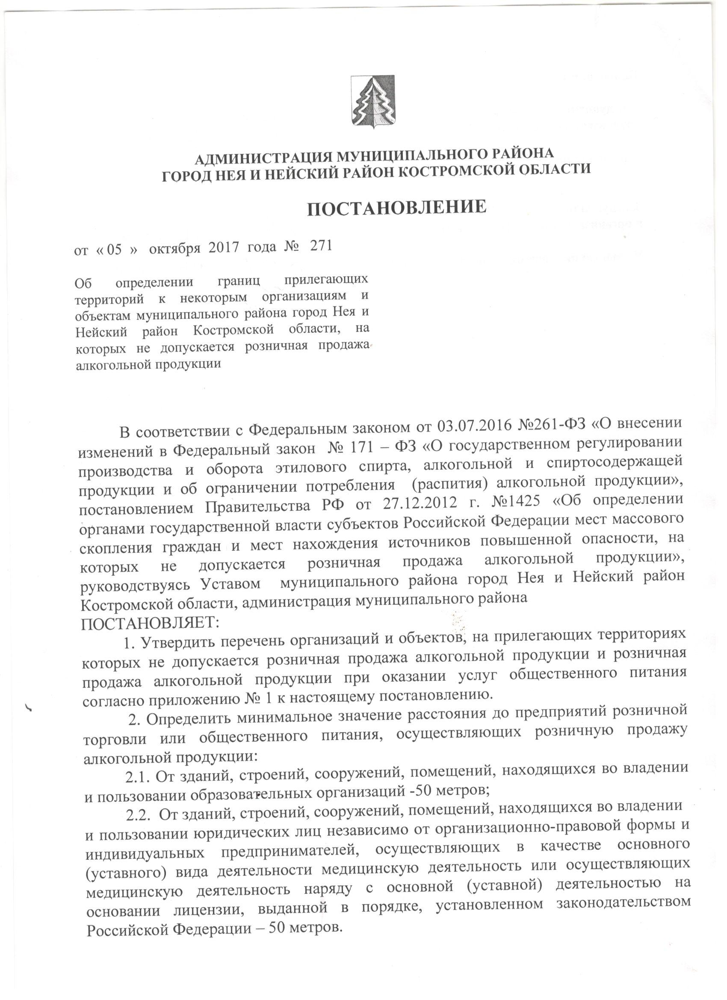 АДМИНИСТРАЦИЯ МУНИЦИПАЛЬНОГО РАЙОНА
ГОРОД НЕЯ И НЕЙСКИЙ РАЙОН КОСТРОМСКОЙ ОБЛАСТИ
ПОСТАНОВЛЕНИЕ
от « 05 » октября 2017 года № 271
Об определении границ прилегающих
территорий к некоторым организациям и
объектам муниципального района город Нея и
Нейский район Костромской области, на
которых не допускается розничная продажа
алкогольной продукции
В соответствии с Федеральным законом от 03.07.2016 №261-ФЗ «О внесении
изменений в Федеральный закон № 171 – ФЗ «О государственном регулировании
производства и оборота этилового спирта, алкогольной и спиртосодержащей
продукции и об ограничении потребления (распития) алкогольной продукции»,
постановлением Правительства РФ от 27.12.2012 г. №1425 «Об определении
органами государственной власти субъектов Российской Федерации мест массового
скопления граждан и мест нахождения источников повышенной опасности, на
которых не допускается розничная продажа алкогольной продукции»,
руководствуясь Уставом муниципального района город Нея и Нейский район
Костромской области, администрация муниципального района
ПОСТАНОВЛЯЕТ:
1. Утвердить перечень организаций и объектов, на прилегающих территориях
которых не допускается розничная продажа алкогольной продукции и розничная
продажа алкогольной продукции при оказании услуг общественного питания
согласно приложению № 1 к настоящему постановлению.
2. Определить минимальное значение расстояния до предприятий розничной
торговли или общественного питания, осуществляющих розничную продажу
алкогольной продукции:
2.1. От зданий, строений, сооружений, помещений, находящихся во владении
и пользовании образовательных организаций -50 метров;
2.2. От зданий, строений, сооружений, помещений, находящихся во владении
и пользовании юридических лиц независимо от организационно-правовой формы и
индивидуальных предпринимателей, осуществляющих в качестве основного
(уставного) вида деятельности медицинскую деятельность или осуществляющих
медицинскую деятельность наряду с основной (уставной) деятельностью на
основании лицензии, выданной в порядке, установленном законодательством
Российской Федерации – 50 метров.